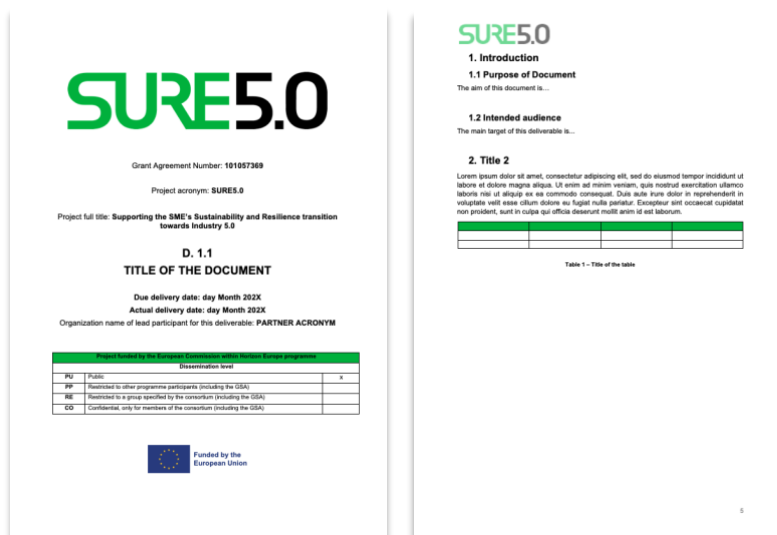 SURE5.0
Grant Agreement Number: 101057369
Project acronym: SURE5.0
Project full title: Supporting the SME's Sustainability and Resilience transition
towards Industry 5.0
D. 1.1
TITLE OF THE DOCUMENT
Due delivery date: day Month 202X
Actual delivery date: day Month 202X
Organization name of lead participant for this deliverable: PARTNER ACRONYM
Project funded by the European Commission within Horizon Europe programme
Dissemination level
PU Public x
PP Restricted to other programme participants (including the GSA)
RE Restricted to a group specified by the consortium (including the GSA)
CO Confidential, only for members of the consortium (including the GSA)
Funded by the
European Union
SURE5.0
1. Introduction
1.1 Purpose of Document
The aim of this document is...
1.2 Intended audience
The main target of this deliverable is...
2. Title 2
Lorem ipsum dolor sit amet, consectetur adipiscing elit, sed do eiusmod tempor incididunt ut
labore et dolore magna aliqua. Ut enim ad minim veniam, quis nostrud exercitation ullamco
laboris nisi ut aliquip ex ea commodo consequat. Duis aute irure dolor in reprehenderit in
voluptate velit esse cillum dolore eu fugiat nulla pariatur. Excepteur sint occaecat cupidatat
non proident, sunt in culpa qui officia deserunt mollit anim id est laborum.
Table 1 – Title of the table
5